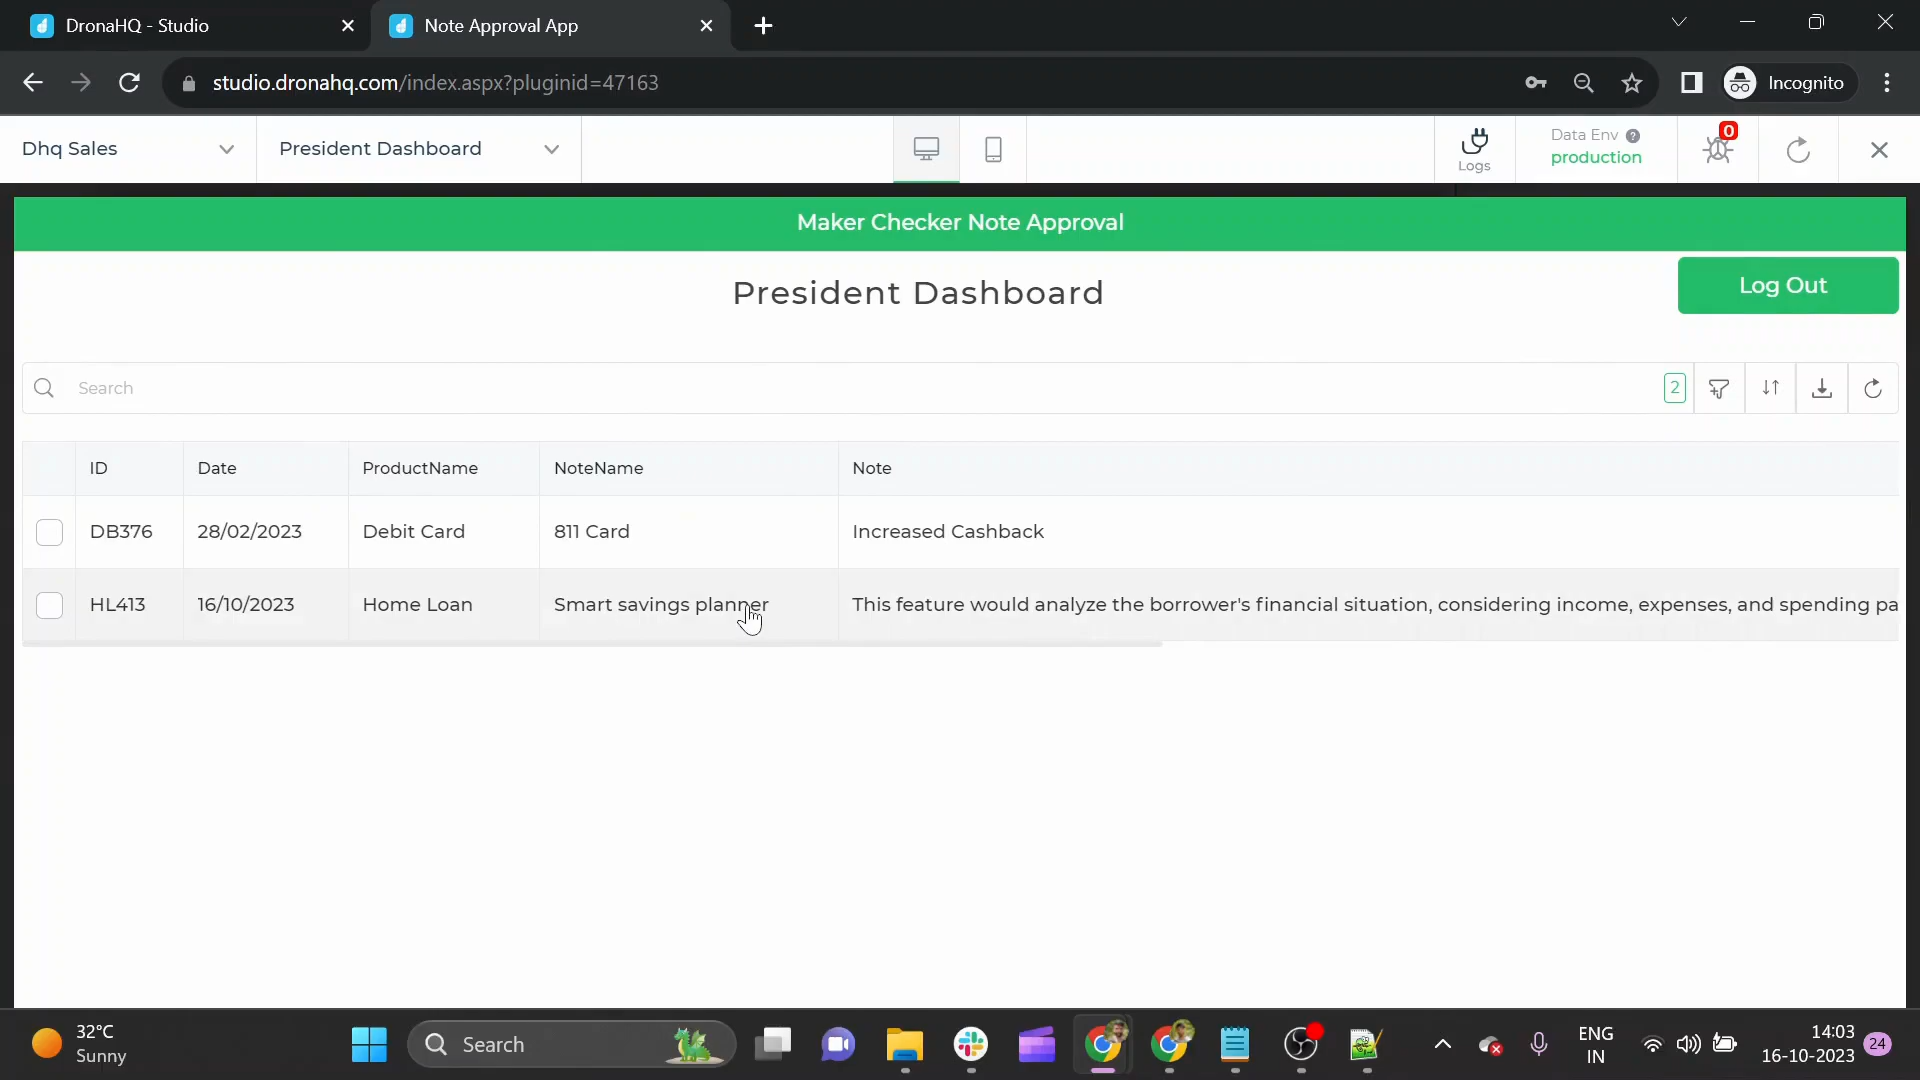 DronaHQ - Studio
Note Approval App
studio.dronahq.com/index.aspx?pluginid=47163
Incognito
Dhq Sales
President Dashboard
Logs
Data Env ?
production
0
Maker Checker Note Approval
President Dashboard
Log Out
Search
2
ID Date ProductName NoteName Note
DB376 28/02/2023 Debit Card 811 Card Increased Cashback
HL413 16/10/2023 Home Loan Smart savings planner This feature would analyze the borrower's financial situation, considering income, expenses, and spending pa
32°C
Sunny
Search
ENG
IN
14:03
16-10-2023
24